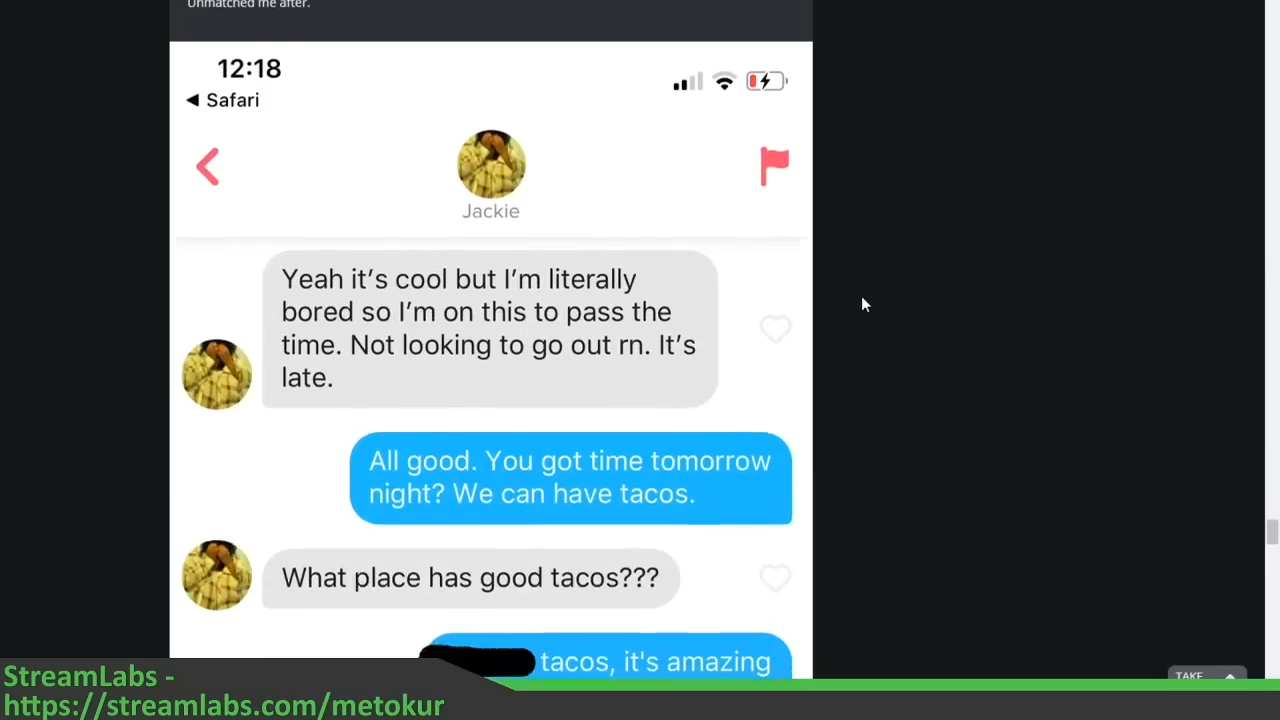 Unmatched me after.
12:18
◀ Safari
Jackie
Yeah it's cool but I'm literally
bored so I'm on this to pass the
time. Not looking to go out rn. It's
late.
All good. You got time tomorrow
night? We can have tacos.
What place has good tacos???
tacos, it's amazing
StreamLabs -
https://streamlabs.com/metokur
TAKE